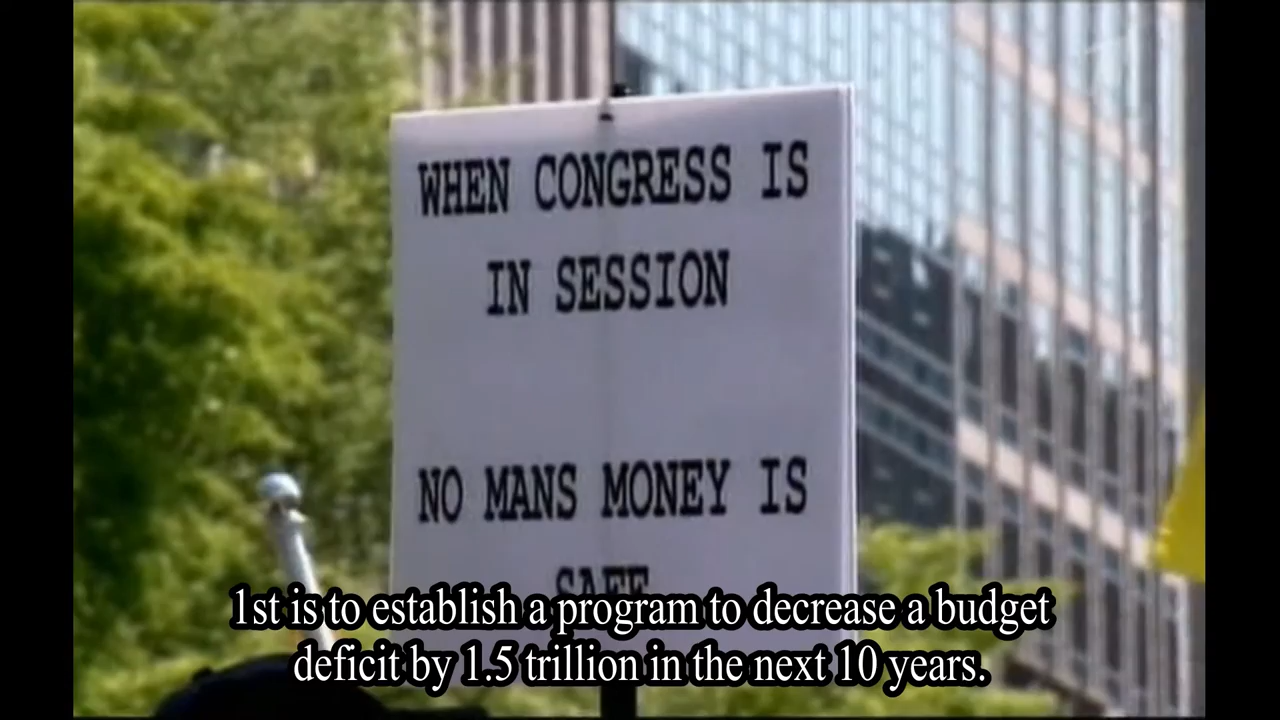 WHEN CONGRESS IS
IN SESSION
NO MANS MONEY IS
SAFE
1st is to establish a program to decrease a budget
deficit by 1.5 trillion in the next 10 years.